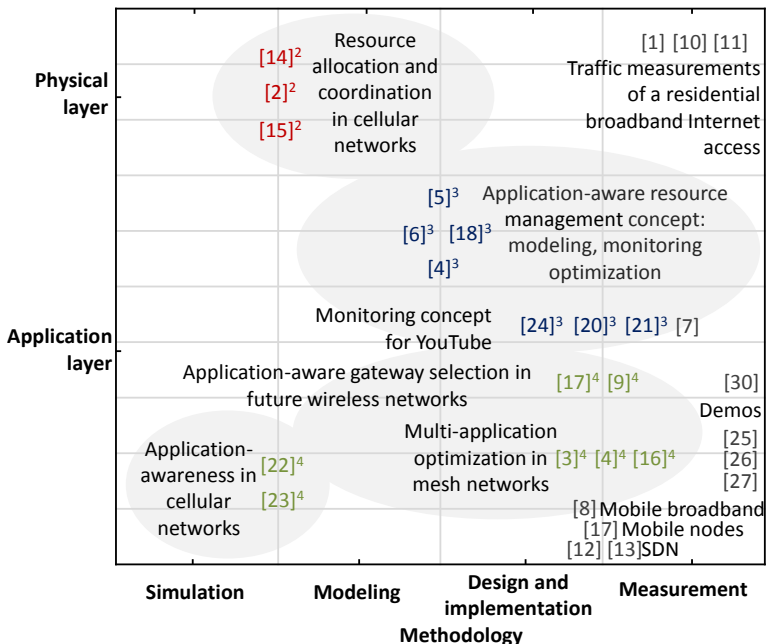 [14]²
[2]²
[15]²
Resource
allocation and
coordination
in cellular
networks
[1] [10] [11]
Traffic measurements
of a residential
broadband Internet
access
Physical
layer
[5]³
[6]³ [18]³
[4]³
Application-aware resource
management concept:
modeling, monitoring
optimization
Monitoring concept
for YouTube
[24]³ [20]³ [21]³ [7]
Application
layer
Application-aware gateway selection in
future wireless networks
[17]⁴ [9]⁴
[30]
Demos
[25]
[26]
[27]
Multi-application
optimization in
mesh networks
[3]⁴ [4]⁴ [16]⁴
Application-
awareness in
cellular
networks
[22]⁴
[23]⁴
[8] Mobile broadband
[17] Mobile nodes
[12] [13] SDN
Simulation
Modeling
Design and
implementation
Measurement
Methodology